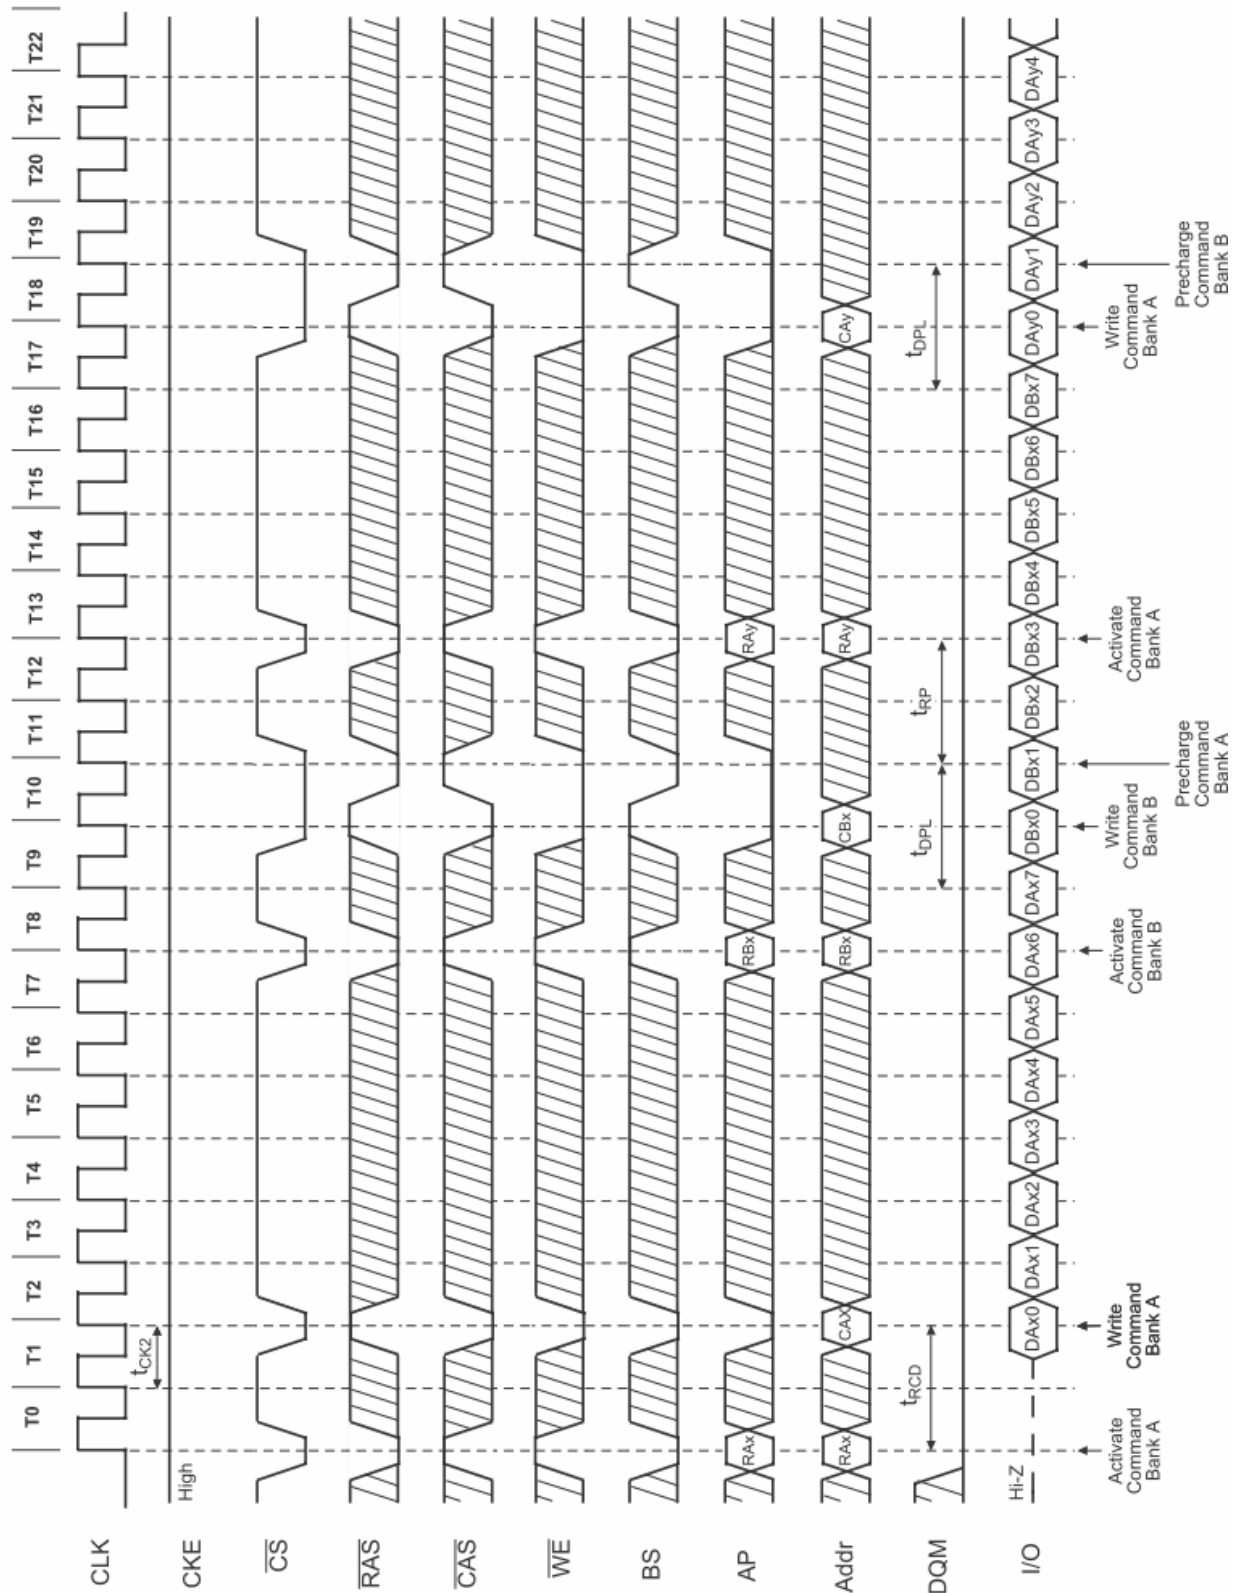 T0 T1 T2 T3 T4 T5 T6 T7 T8 T9 T10 T11 T12 T13 T14 T15 T16 T17 T18 T19 T20 T21 T22
CLK
tCK2
CKE High
C̅S̅
R̅A̅S̅
C̅A̅S̅
W̅E̅
BS
AP RAx RBx RAy
Addr RAx CAX RBx CBx RAy CAy
DQM tRCD tDPL tRP tDPL
I/O Hi-Z DAx0 DAx1 DAx2 DAx3 DAx4 DAx5 DAx6 DAx7 DBx0 DBx1 DBx2 DBx3 DBx4 DBx5 DBx6 DBx7 DAy0 DAy1 DAy2 DAy3 DAy4
Activate
Command
Bank A
Write
Command
Bank A
Activate
Command
Bank B
Write
Command
Bank B
Precharge
Command
Bank A
Activate
Command
Bank A
Write
Command
Bank A
Precharge
Command
Bank B